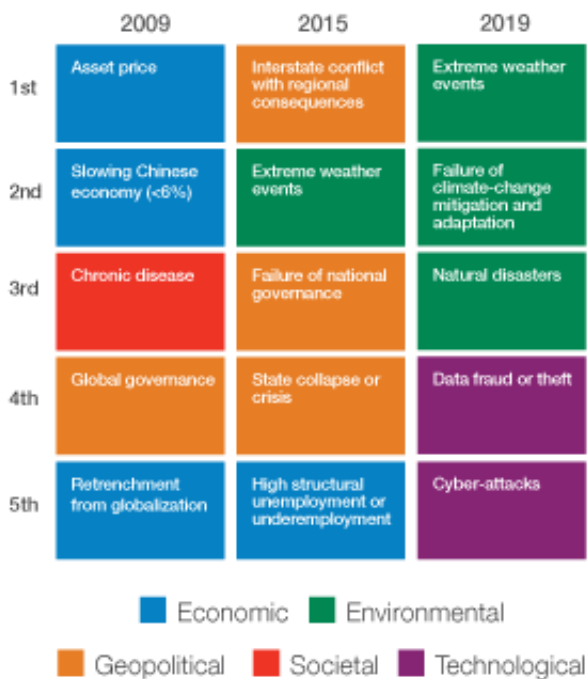 2009 2015 2019
1st
Asset price
Interstate conflict
with regional
consequences
Extreme weather
events
2nd
Slowing Chinese
economy (<6%)
Extreme weather
events
Failure of
climate-change
mitigation and
adaptation
3rd
Chronic disease
Failure of national
governance
Natural disasters
4th
Global governance
State collapse or
crisis
Data fraud or theft
5th
Retrenchment
from globalization
High structural
unemployment or
underemployment
Cyber-attacks
Economic Environmental
Geopolitical Societal Technological